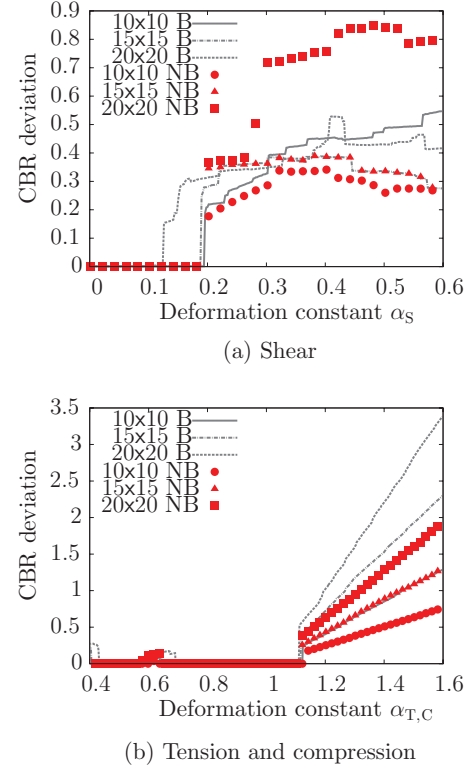 0.9
0.8
0.7
0.6
0.5
0.4
0.3
0.2
0.1
0
CBR deviation
10x10 B
15x15 B
20x20 B
10x10 NB
15x15 NB
20x20 NB
0 0.1 0.2 0.3 0.4 0.5 0.6
Deformation constant αS
(a) Shear
3.5
3
2.5
2
1.5
1
0.5
0
CBR deviation
10x10 B
15x15 B
20x20 B
10x10 NB
15x15 NB
20x20 NB
0.4 0.6 0.8 1 1.2 1.4 1.6
Deformation constant αT,C
(b) Tension and compression